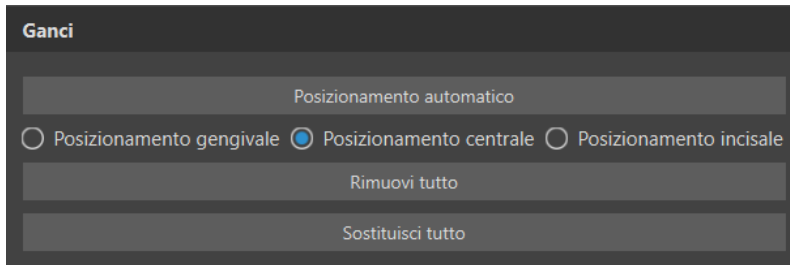 Ganci
Posizionamento automatico
Posizionamento gengivale Posizionamento centrale Posizionamento incisale
Rimuovi tutto
Sostituisci tutto